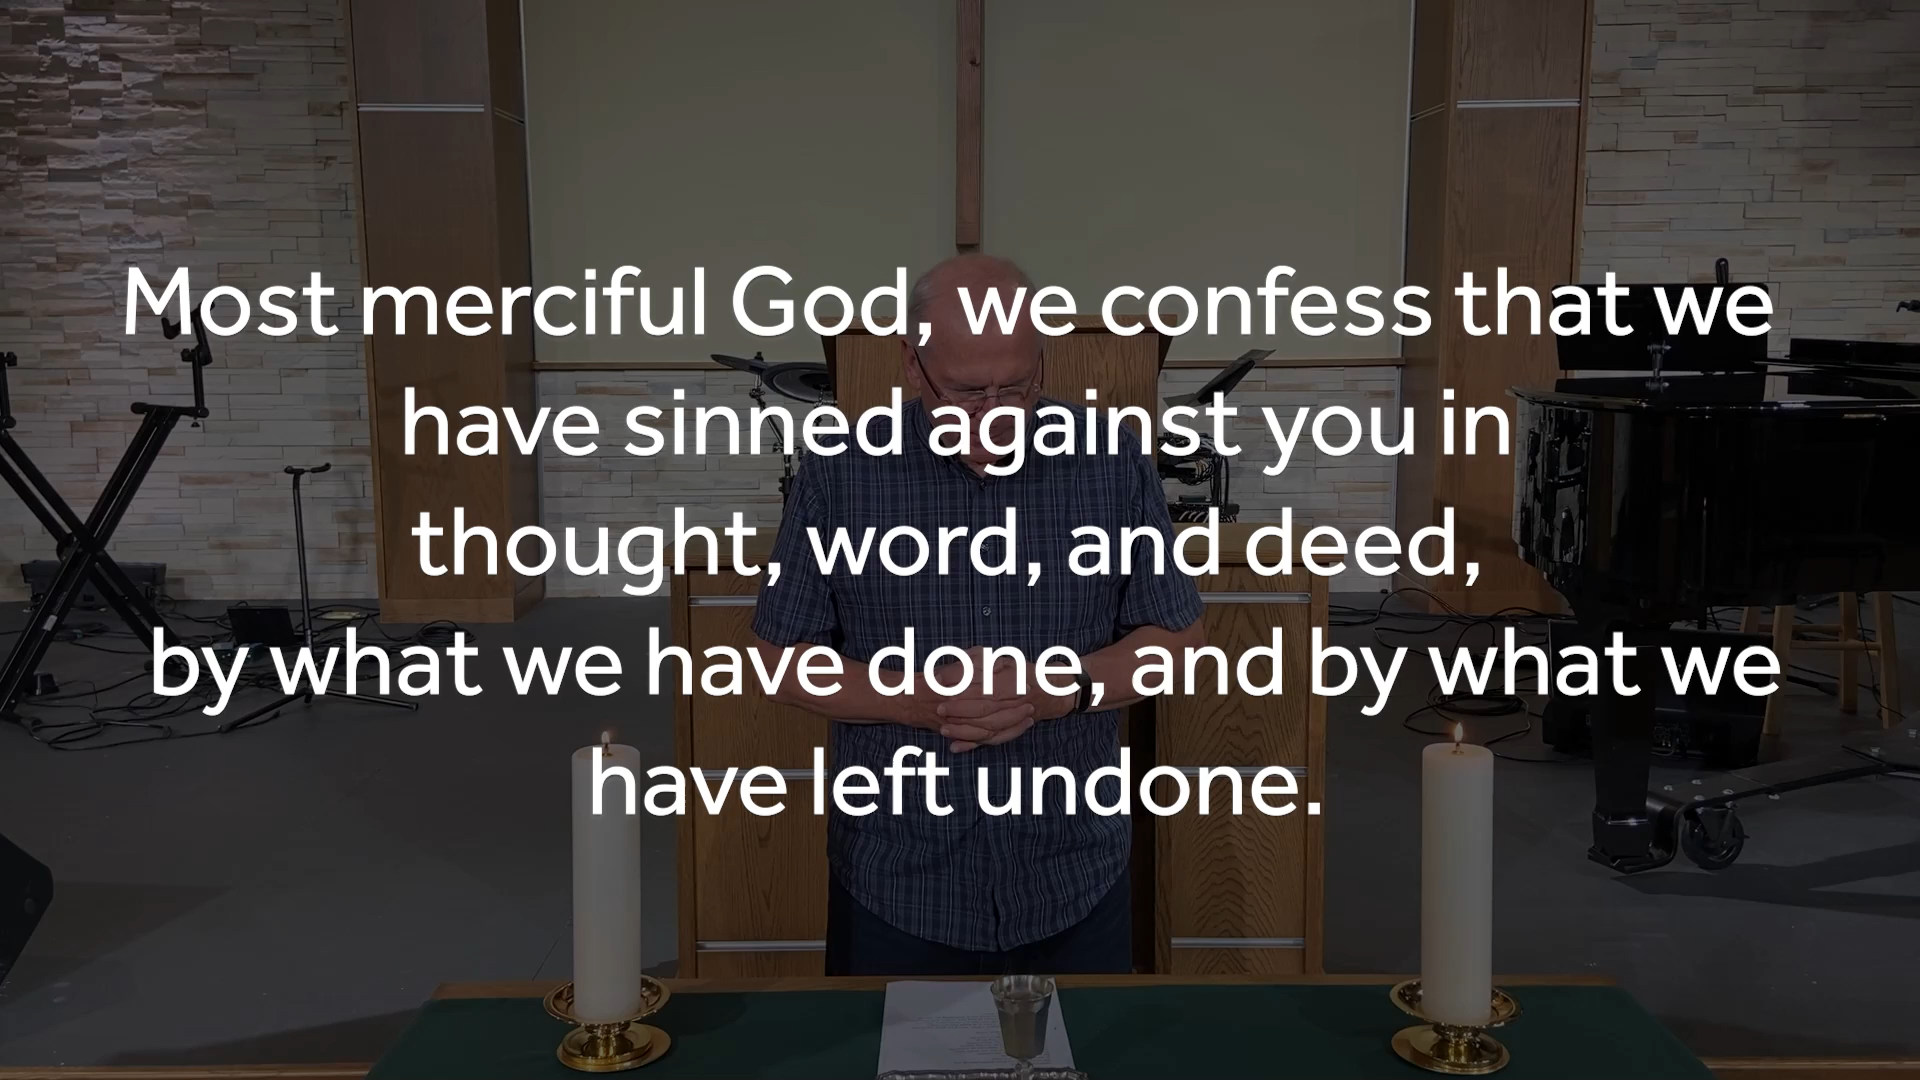 Most merciful God, we confess that we
have sinned against you in
thought, word, and deed,
by what we have done, and by what we
have left undone.